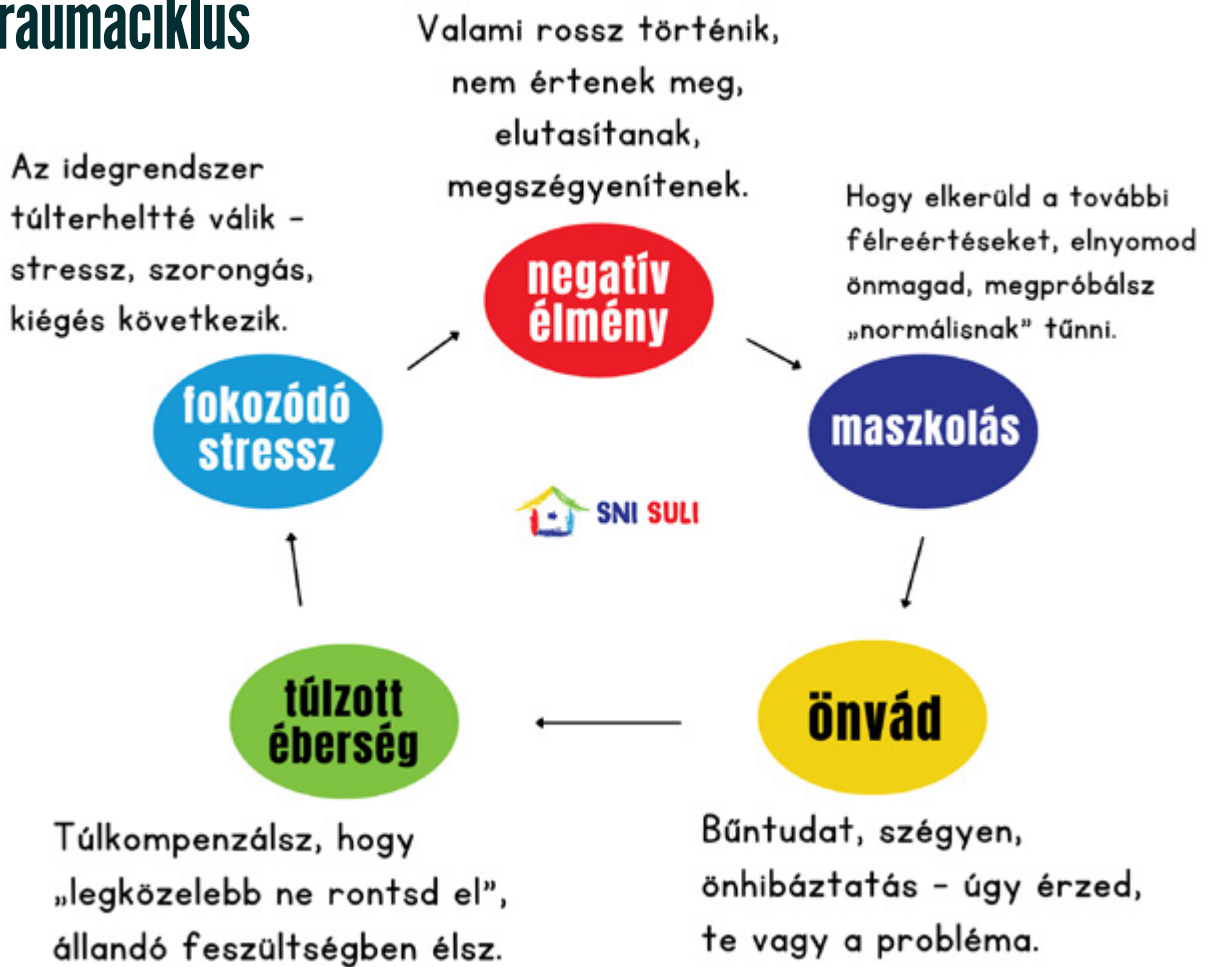 raumaciklus
Valami rossz történik,
nem értenek meg,
elutasítanak,
megszégyenítenek.
negatív
élmény
Hogy elkerüld a további
félreértéseket, elnyomod
önmagad, megpróbálsz
„normálisnak” tűnni.
maszkolás
önvád
Bűntudat, szégyen,
önhibáztatás – úgy érzed,
te vagy a probléma.
túlzott
éberség
Túlkompenzálsz, hogy
„legközelebb ne rontsd el”,
állandó feszültségben élsz.
Az idegrendszer
túlterheltté válik –
stressz, szorongás,
kiégés következik.
fokozódó
stressz
SNI SULI